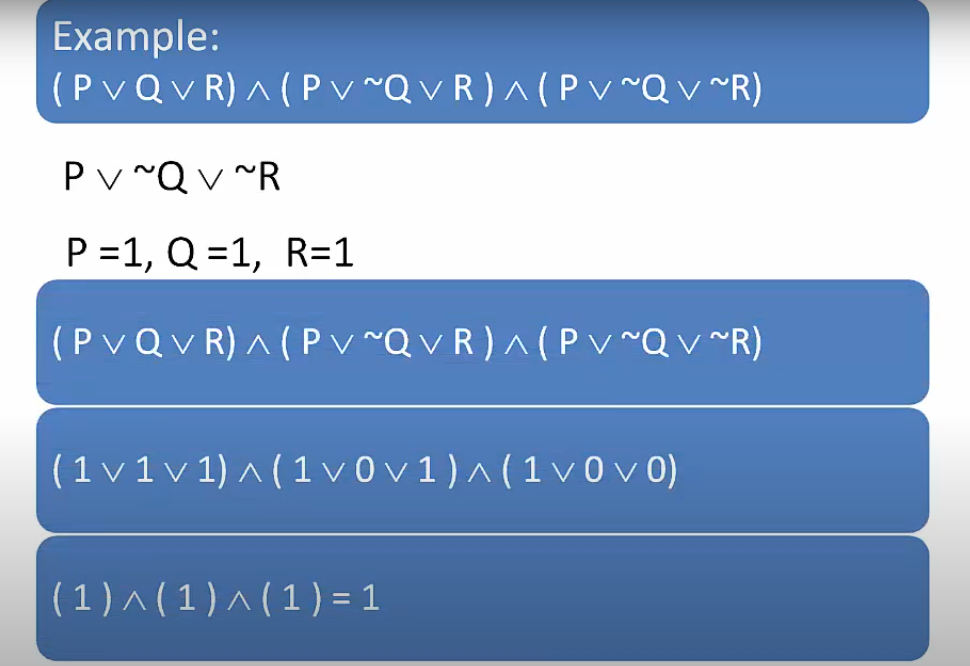 Example:
( P ∨ Q ∨ R) ∧ ( P ∨ ~Q ∨ R ) ∧ ( P ∨ ~Q ∨ ~R)
P ∨ ~Q ∨ ~R
P =1, Q =1, R=1
( P ∨ Q ∨ R) ∧ ( P ∨ ~Q ∨ R ) ∧ ( P ∨ ~Q ∨ ~R)
( 1 ∨ 1 ∨ 1) ∧ ( 1 ∨ 0 ∨ 1 ) ∧ ( 1 ∨ 0 ∨ 0)
( 1 ) ∧ ( 1 ) ∧ ( 1 ) = 1